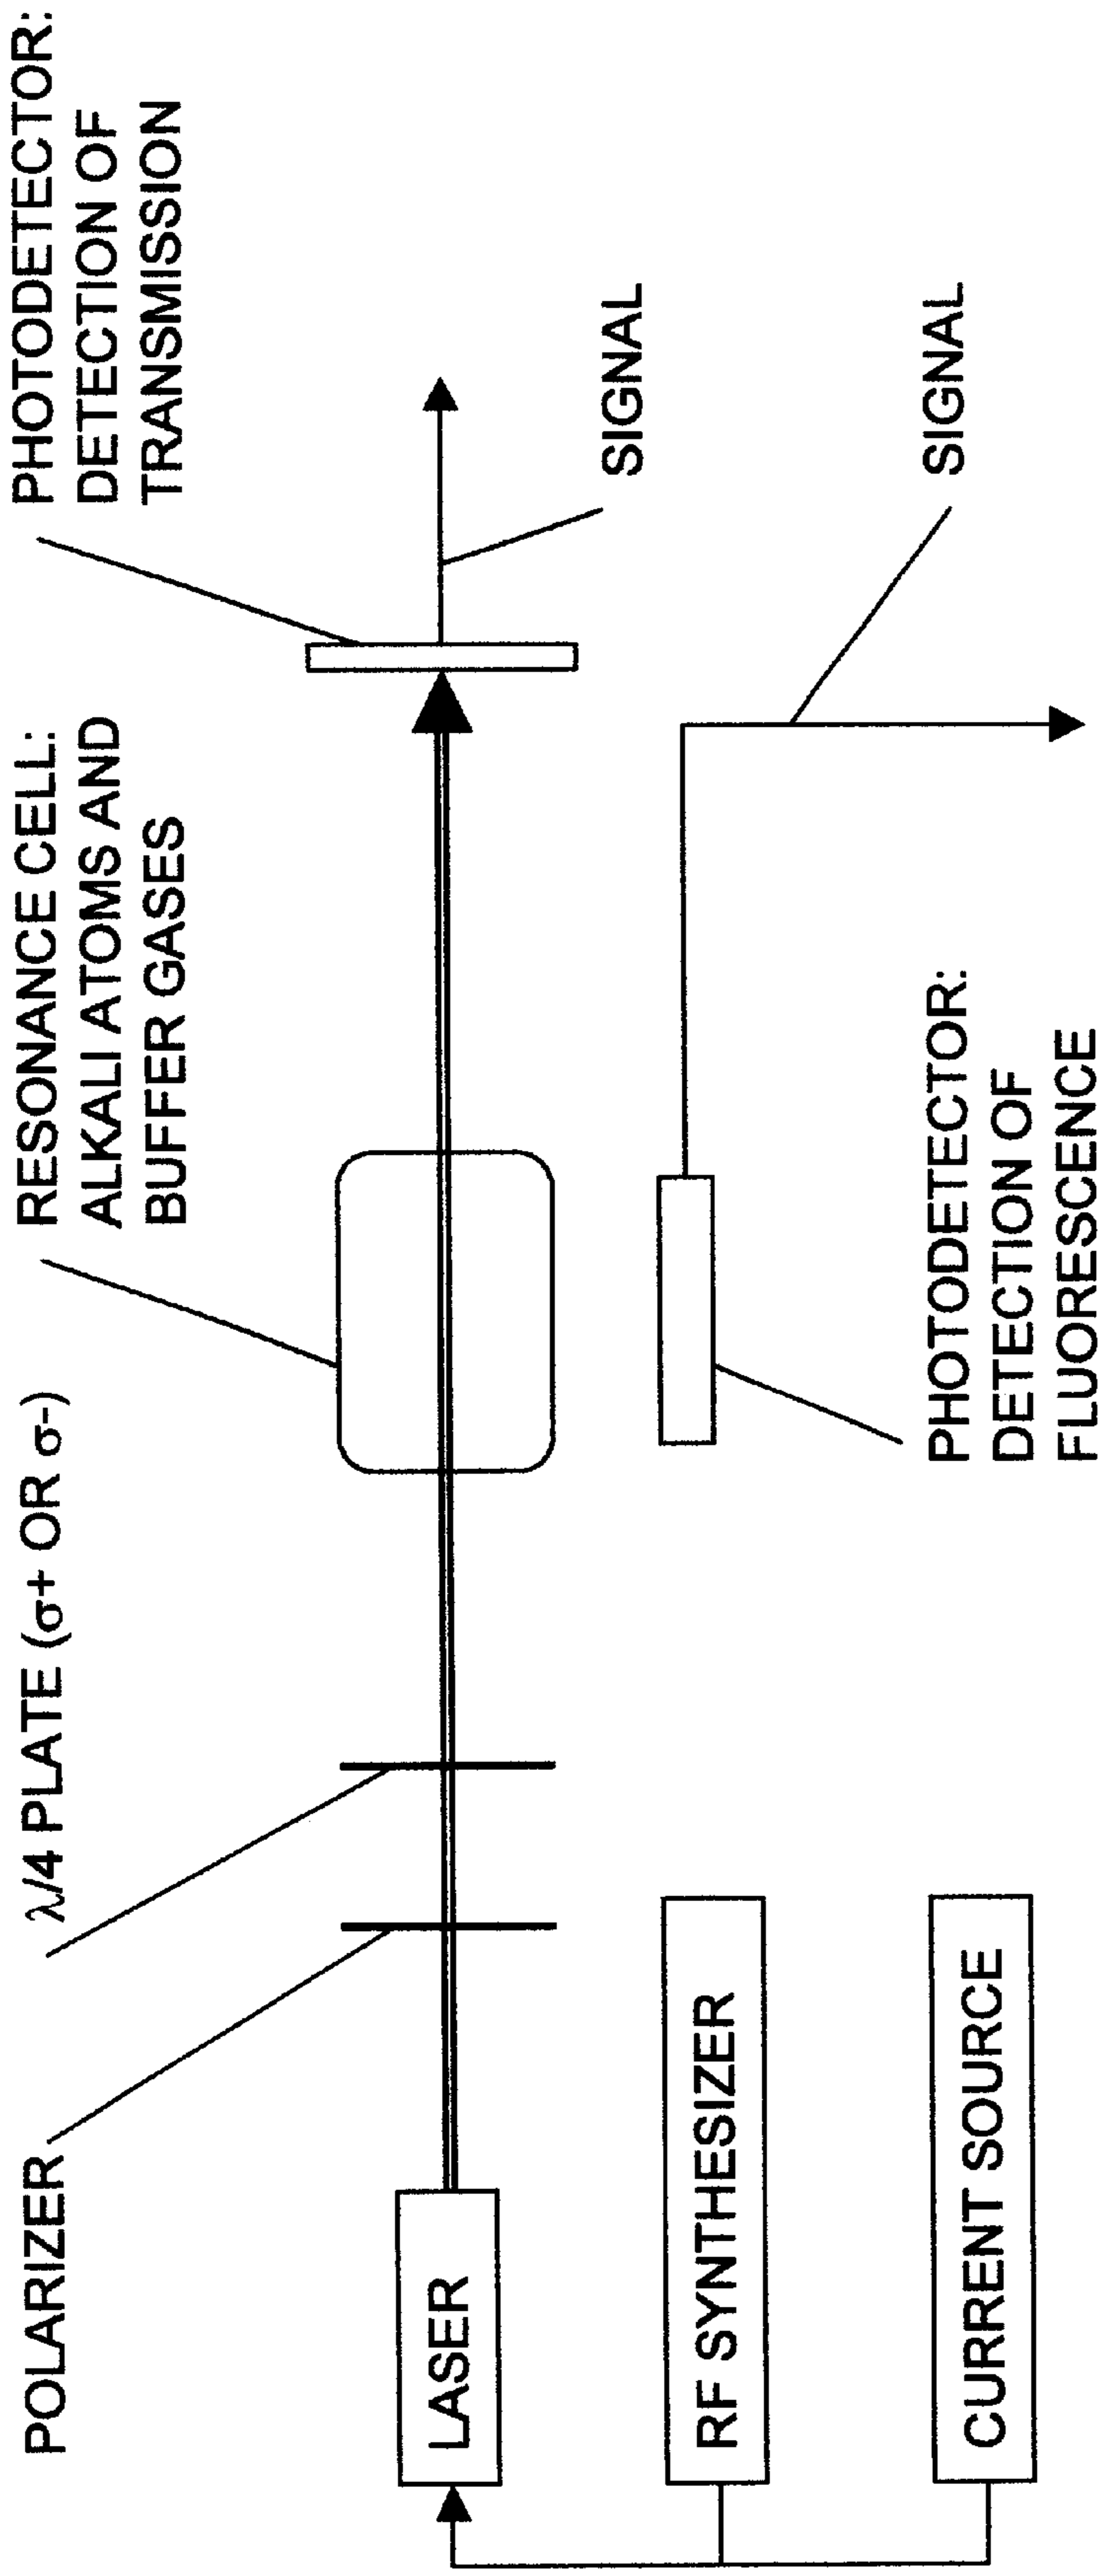 POLARIZER
λ/4 PLATE (σ+ OR σ-)
RESONANCE CELL:
ALKALI ATOMS AND
BUFFER GASES
PHOTODETECTOR:
DETECTION OF
TRANSMISSION
LASER
SIGNAL
RF SYNTHESIZER
CURRENT SOURCE
PHOTODETECTOR:
DETECTION OF
FLUORESCENCE
SIGNAL